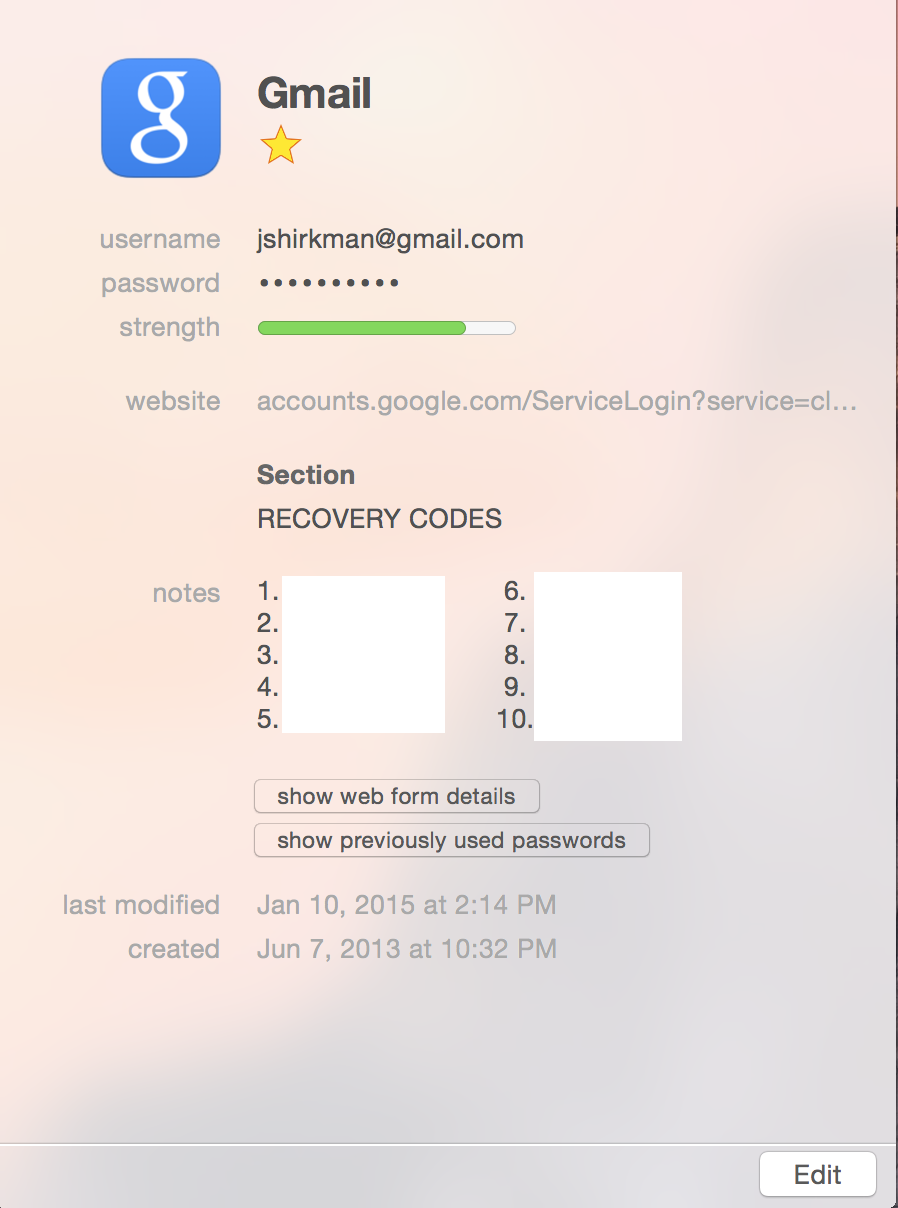 g
Gmail
username jshirkman@gmail.com
password ••••••••••
strength
website accounts.google.com/ServiceLogin?service=cl…
Section
RECOVERY CODES
notes 1. 6.
2. 7.
3. 8.
4. 9.
5. 10.
show web form details
show previously used passwords
last modified Jan 10, 2015 at 2:14 PM
created Jun 7, 2013 at 10:32 PM
Edit